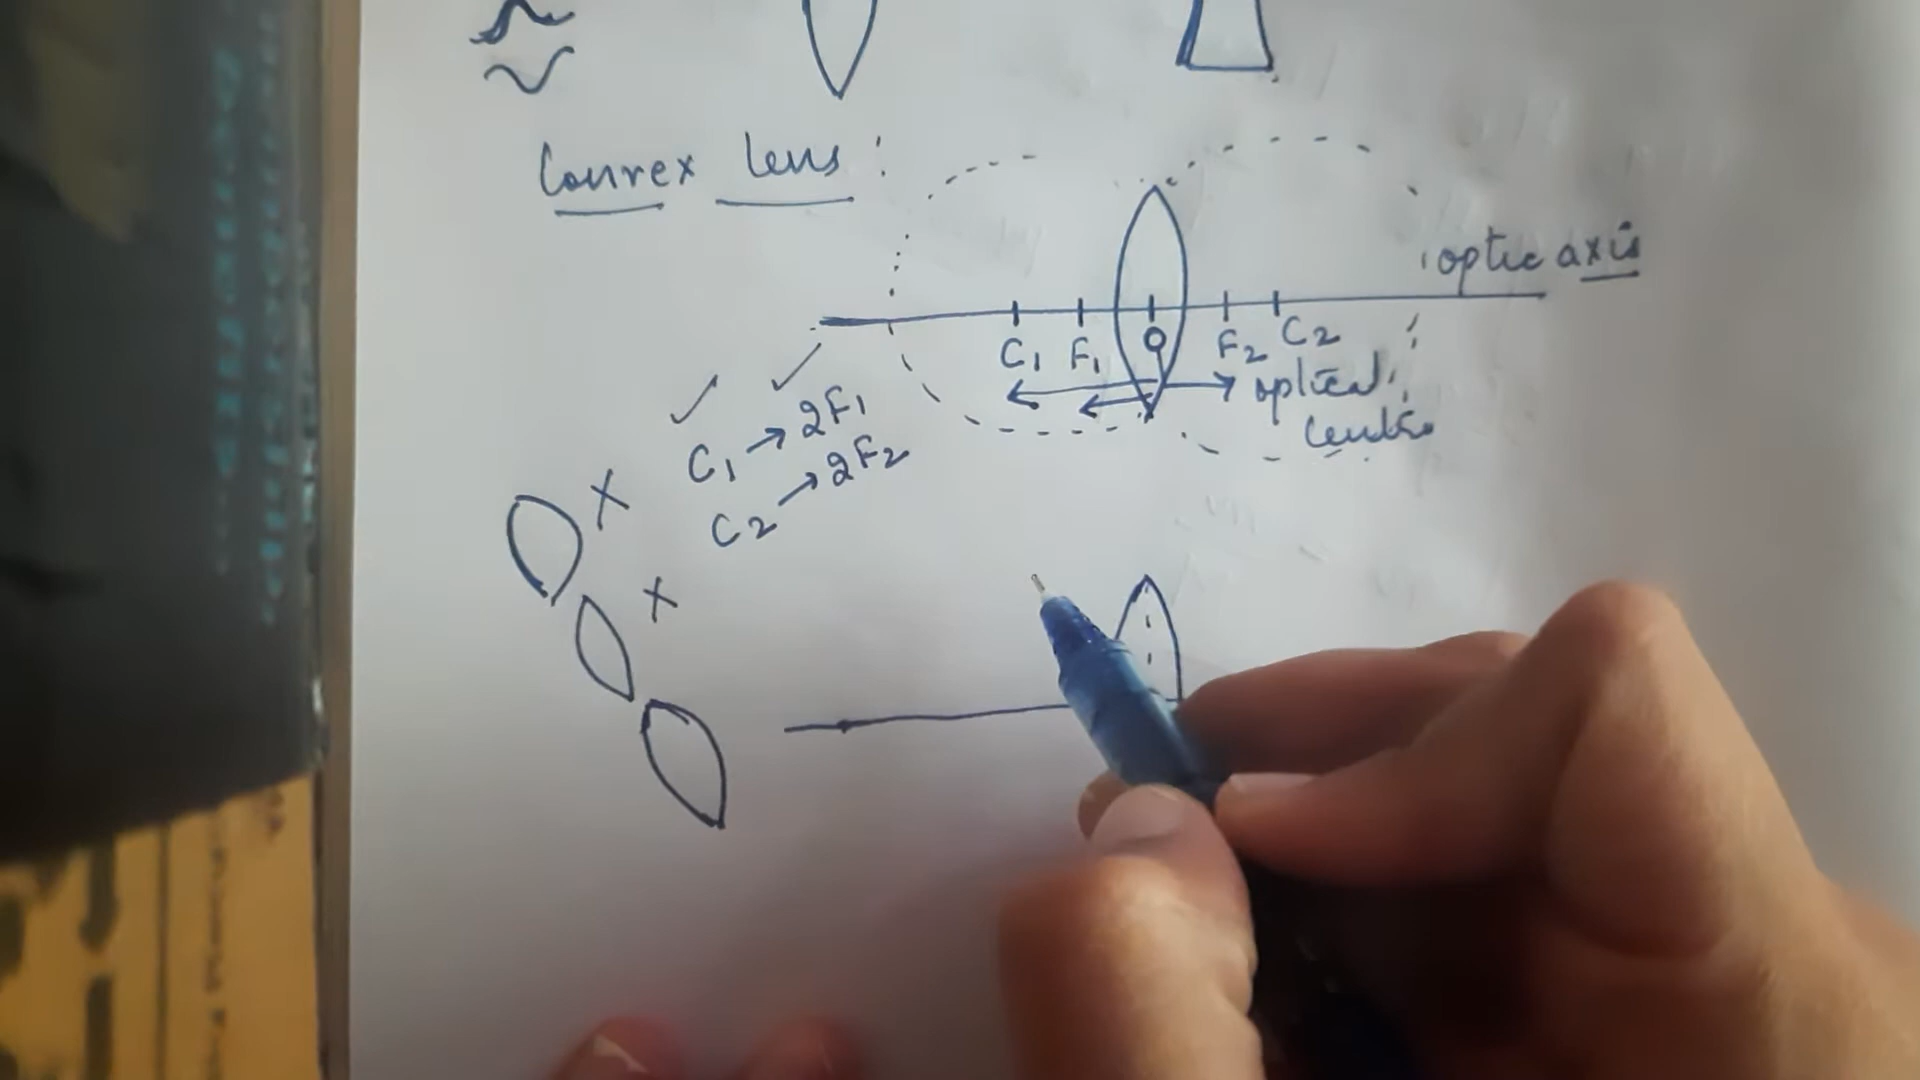 Convex lens :
optic axis
C1 F1 O F2 C2
optical
centre
C1 → 2F1
C2 → 2F2
X
X